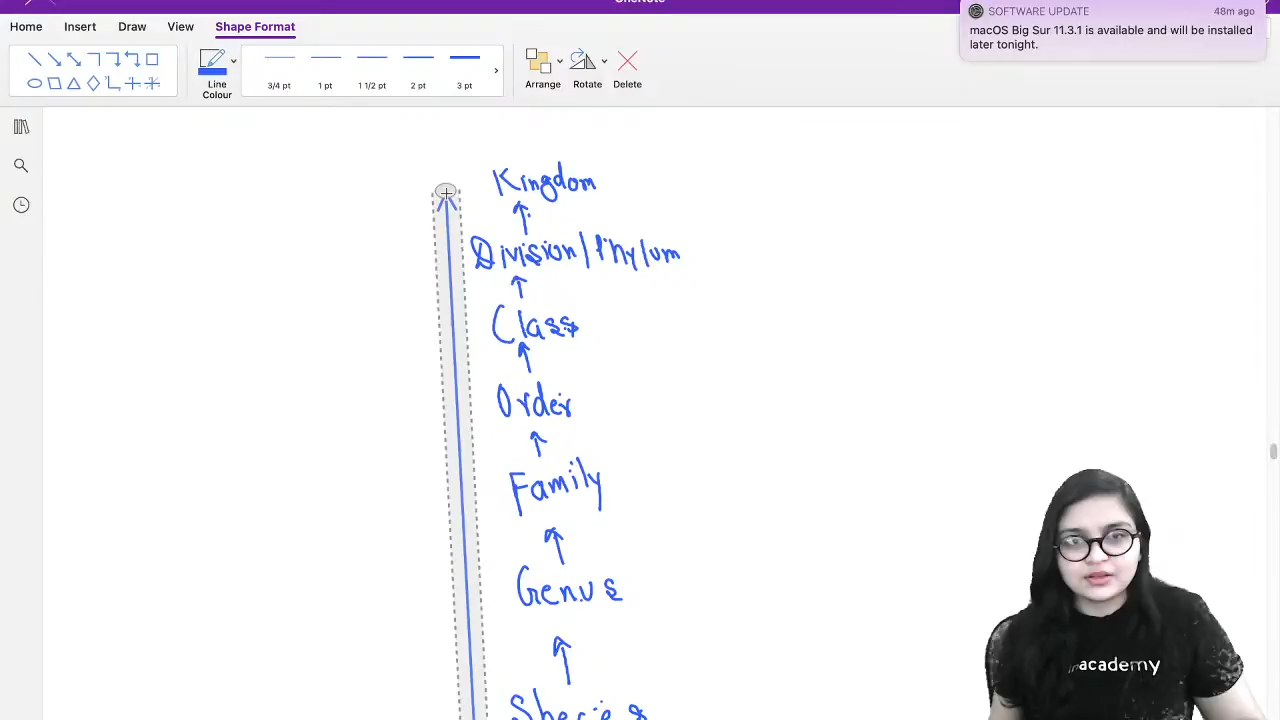 OneNote
Home Insert Draw View Shape Format
SOFTWARE UPDATE 48m ago
macOS Big Sur 11.3.1 is available and will be installed
later tonight.
Line
Colour
3/4 pt 1 pt 1 1/2 pt 2 pt 3 pt
Arrange Rotate Delete
Kingdom
Division/Phylum
Class
Order
Family
Genus
Species
academy